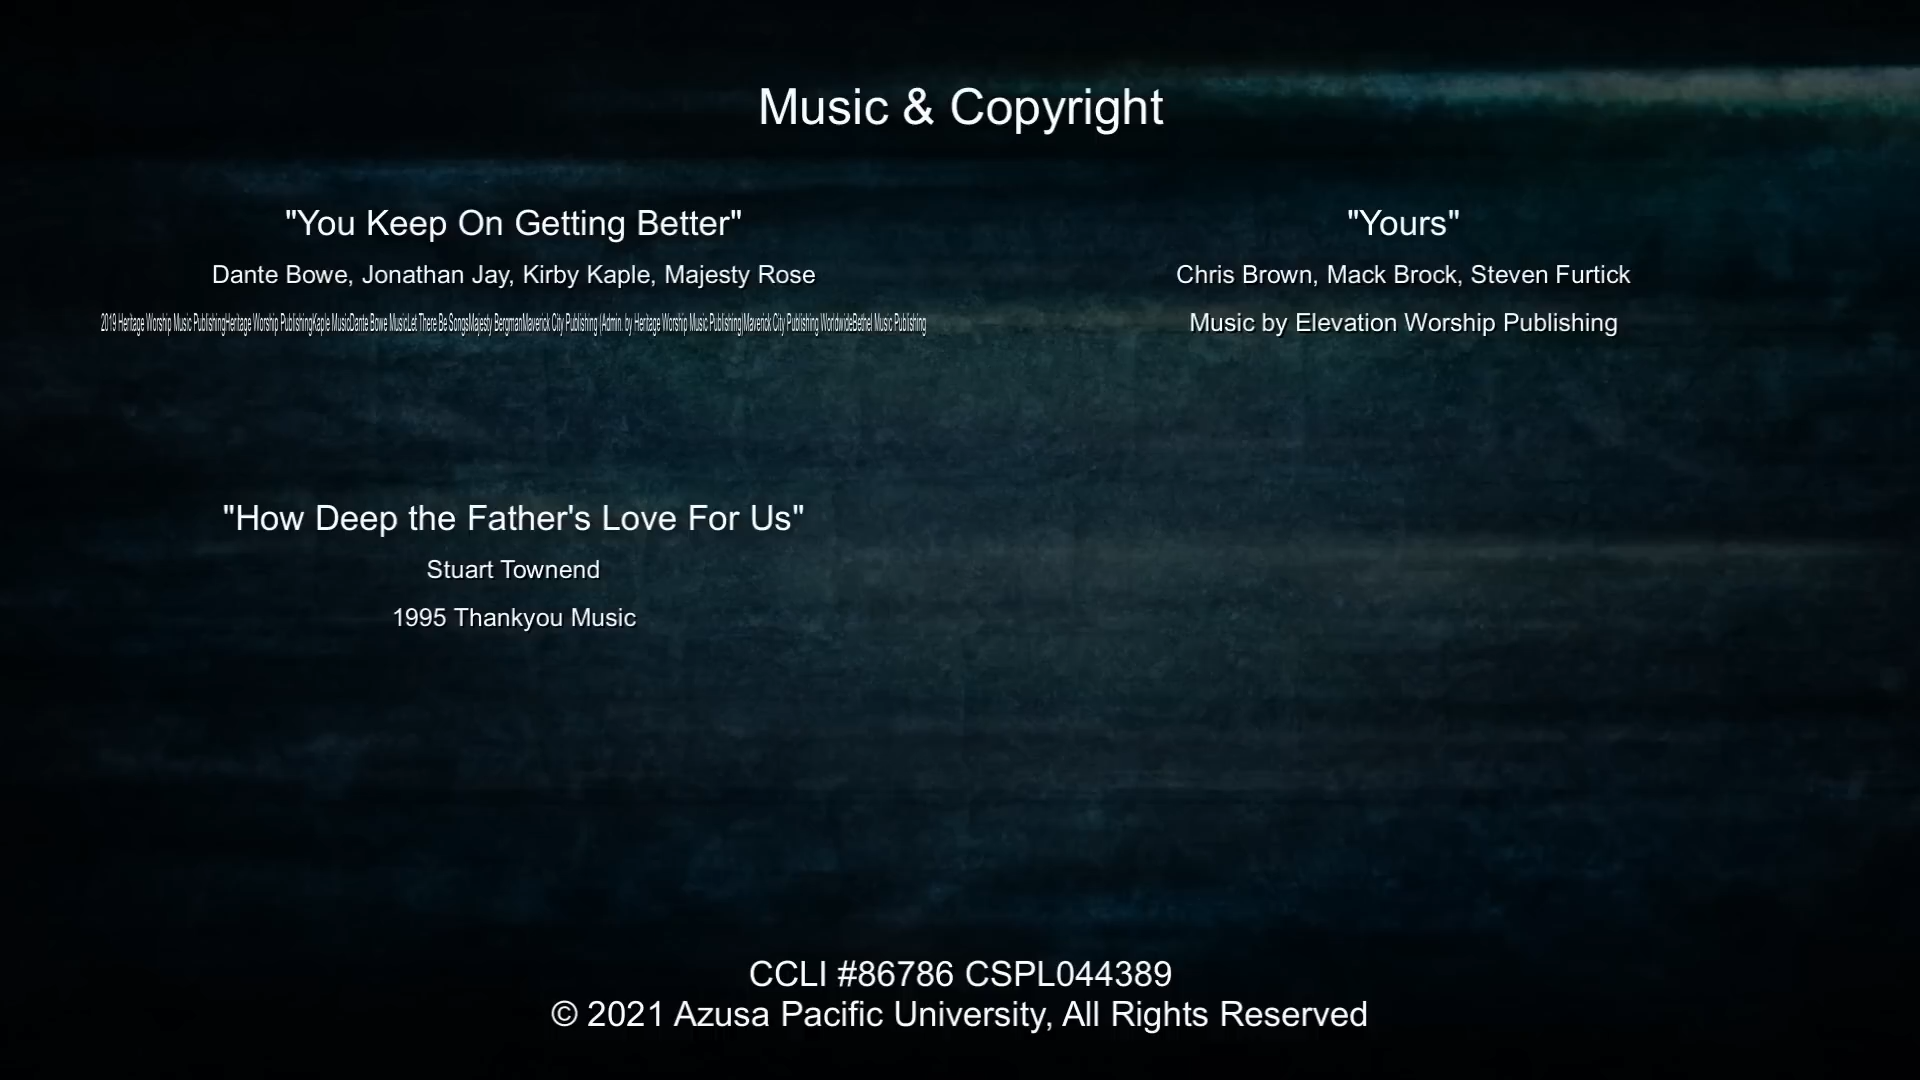 Music & Copyright
"You Keep On Getting Better"
Dante Bowe, Jonathan Jay, Kirby Kaple, Majesty Rose
2019 Heritage Worship Music PublishingHeritage Worship PublishingKaple MusicDante Bowe MusicLet There Be SongsMajesty BergmanMaverick City Publishing (Admin. by Heritage Worship Music Publishing)Maverick City Publishing WorldwideBethel Music Publishing
"Yours"
Chris Brown, Mack Brock, Steven Furtick
Music by Elevation Worship Publishing
"How Deep the Father's Love For Us"
Stuart Townend
1995 Thankyou Music
CCLI #86786 CSPL044389
© 2021 Azusa Pacific University, All Rights Reserved